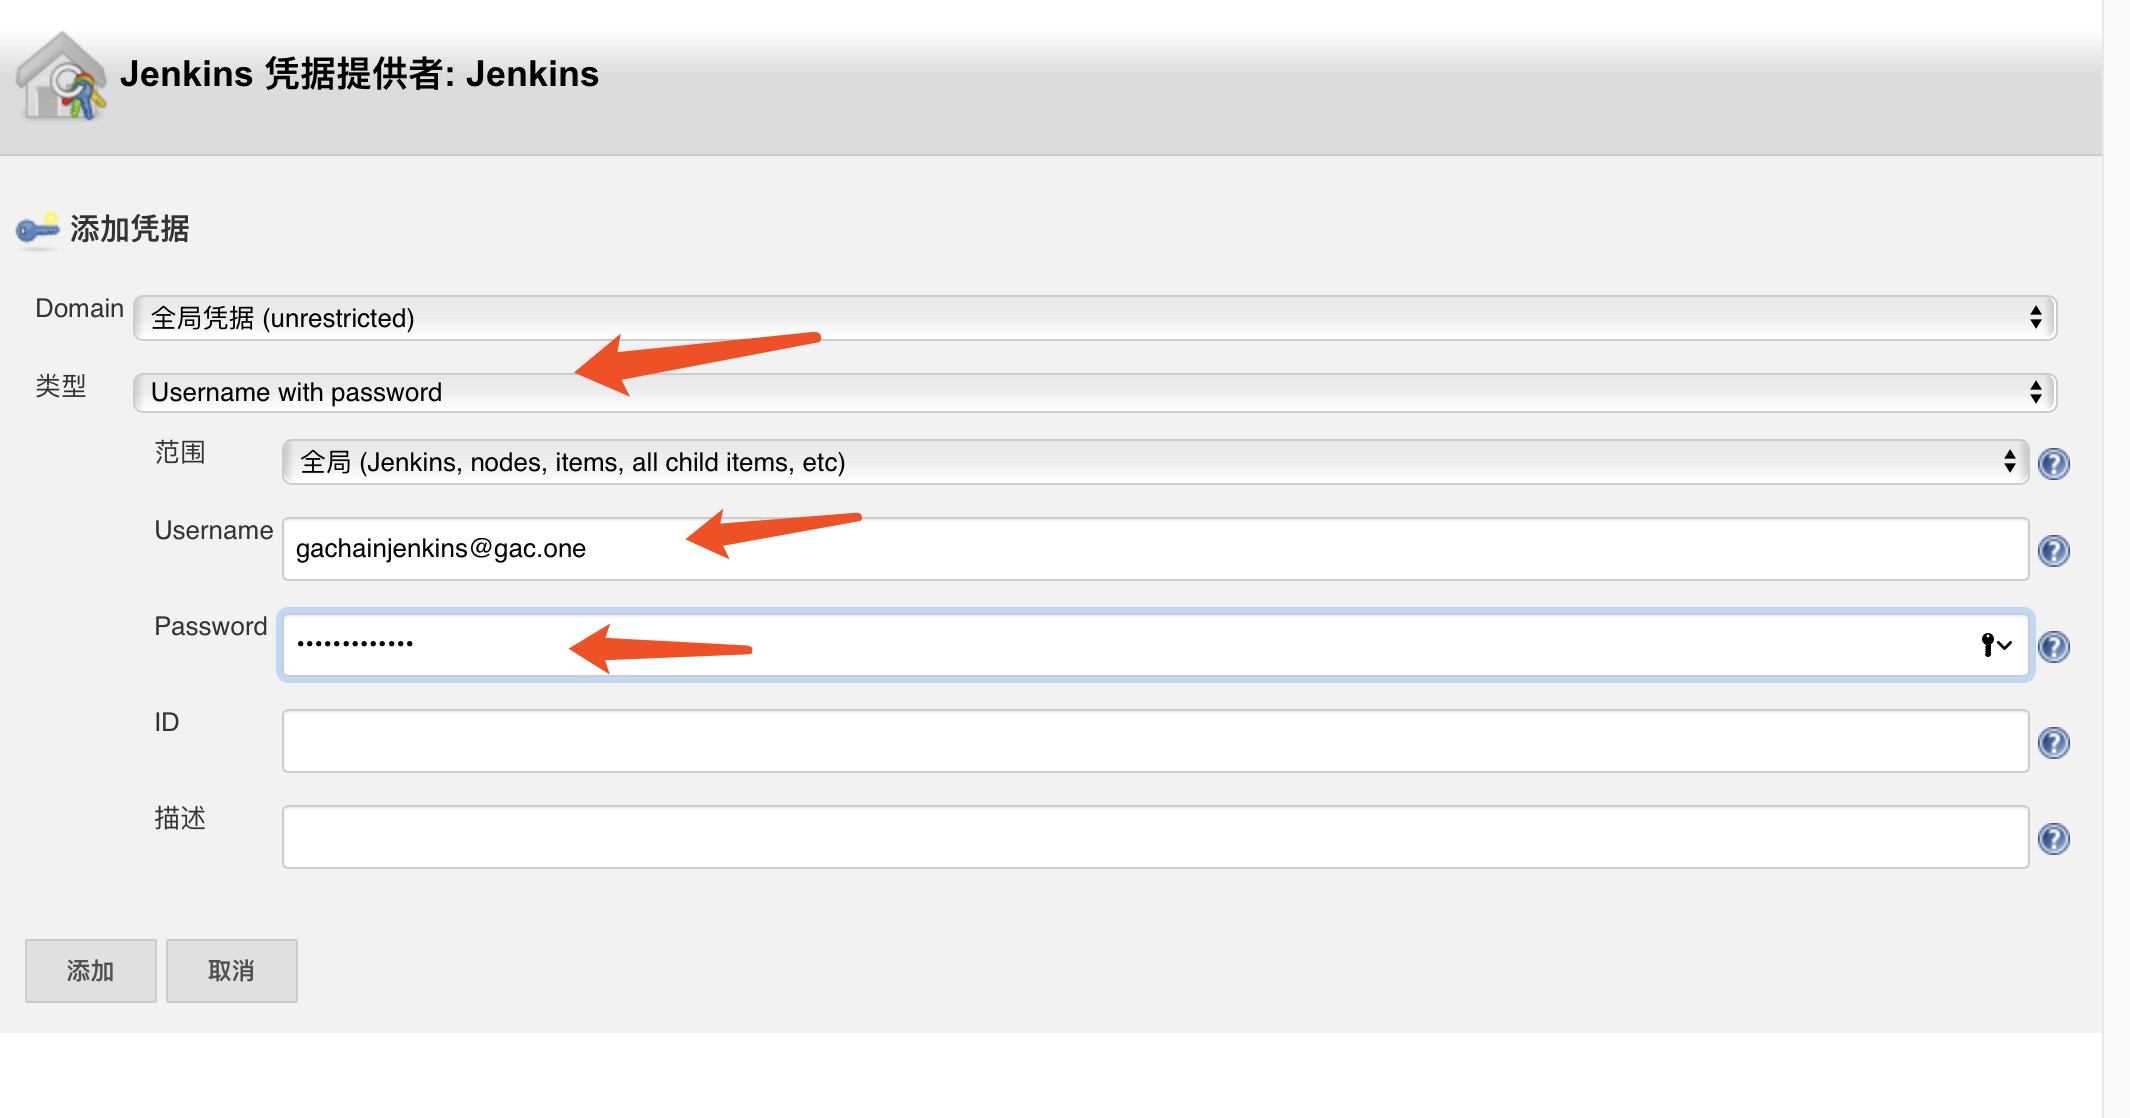 Jenkins 凭据提供者: Jenkins
添加凭据
Domain 全局凭据 (unrestricted)
类型 Username with password
范围 全局 (Jenkins, nodes, items, all child items, etc)
Username gachainjenkins@gac.one
Password •••••••••••••
ID
描述
添加 取消